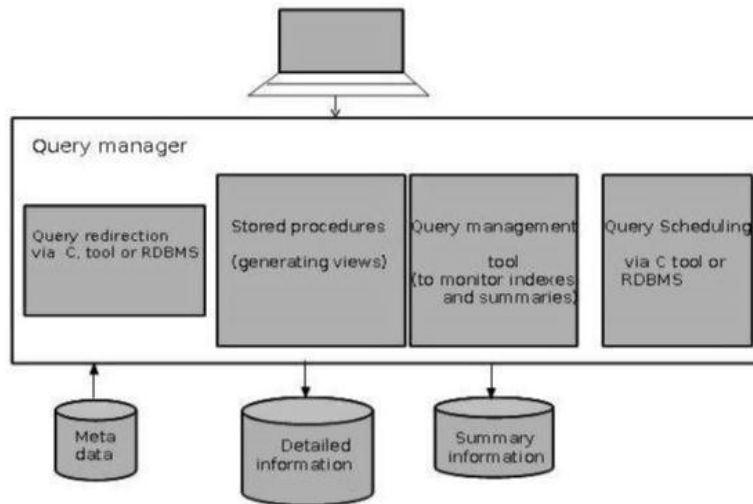 Query manager
Query redirection
via C, tool or RDBMS
Stored procedures
(generating views)
Query management
tool
(to monitor indexes
and summaries)
Query Scheduling
via C tool or
RDBMS
Meta
data
Detailed
information
Summary
information